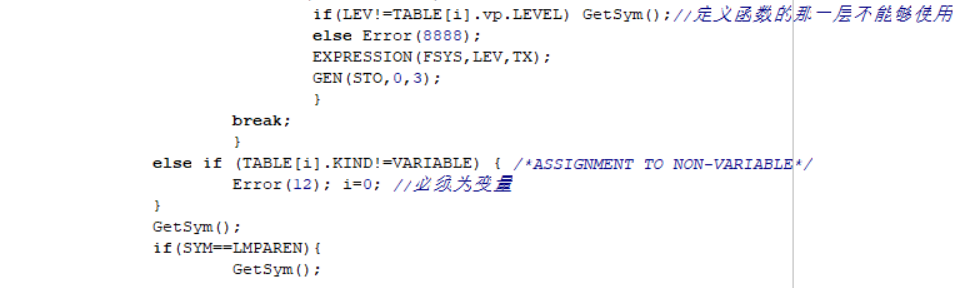 if(LEV!=TABLE[i].vp.LEVEL) GetSym();//定义函数的那一层不能够使用
else Error(8888);
EXPRESSION(FSYS,LEV,TX);
GEN(STO,0,3);
}
break;
}
else if (TABLE[i].KIND!=VARIABLE) { /*ASSIGNMENT TO NON-VARIABLE*/
Error(12); i=0; //必须为变量
}
GetSym();
if(SYM==LMPAREN){
GetSym();